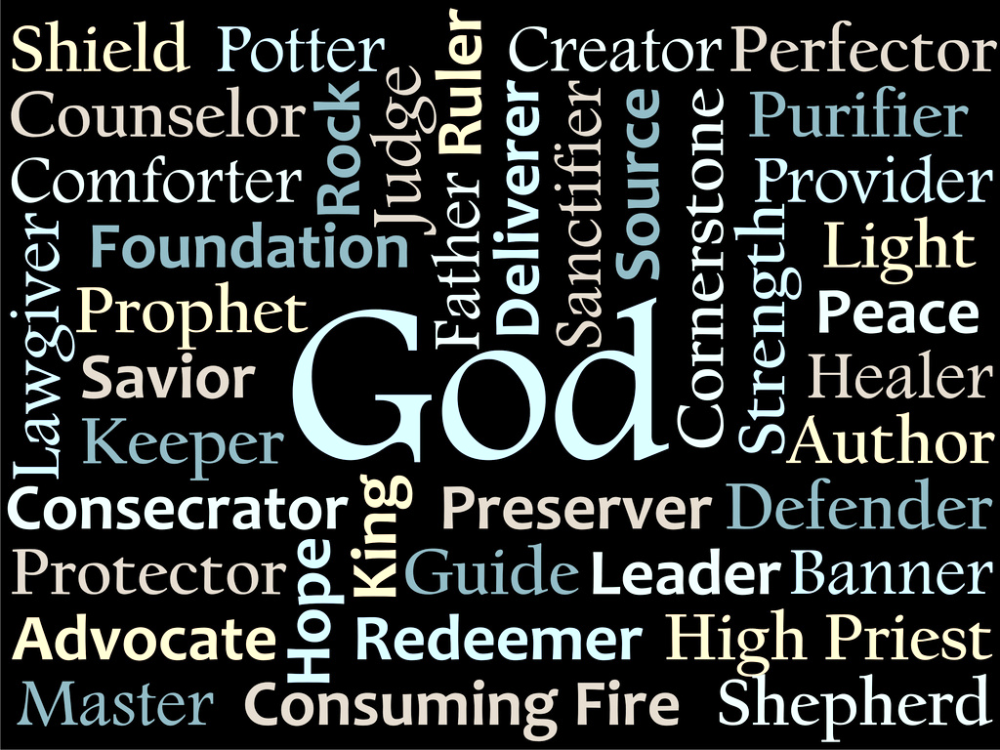 Shield Potter Creator Perfector
Ruler
Counselor
Rock
Judge
Father
Deliverer
Sanctifier
Source
Cornerstone
Purifier
Comforter
Provider
Lawgiver
Foundation
Strength
Light
Prophet
God
Peace
Savior
Healer
Keeper
Author
Consecrator
King
Preserver Defender
Protector
Hope
Guide Leader Banner
Advocate Redeemer High Priest
Master Consuming Fire Shepherd